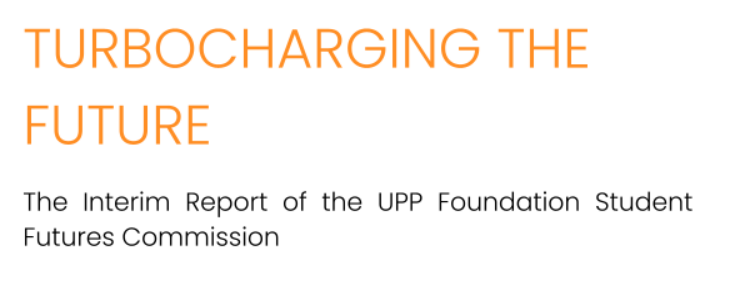 TURBOCHARGING THE
FUTURE
The Interim Report of the UPP Foundation Student
Futures Commission